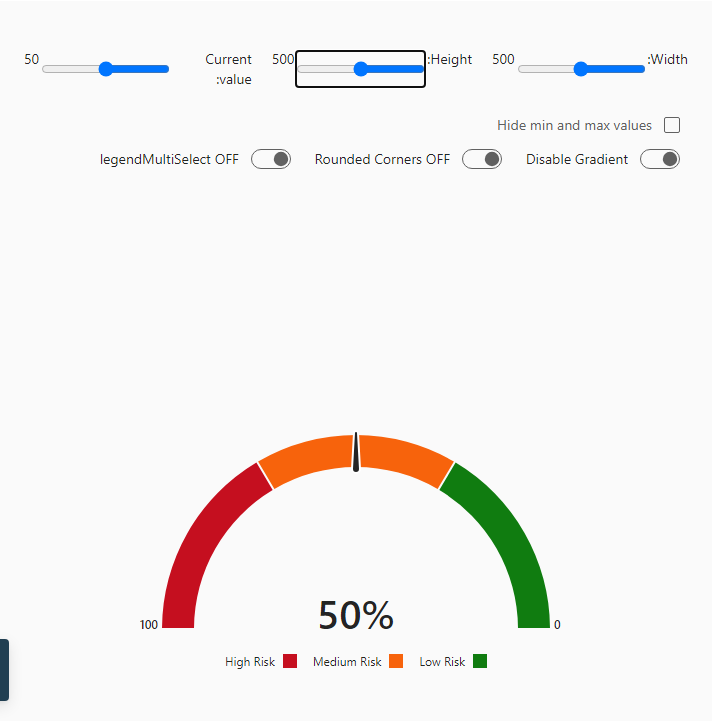 50
Current
:value
500
:Height
500
:Width
Hide min and max values
legendMultiSelect OFF
Rounded Corners OFF
Disable Gradient
50%
100
0
High Risk
Medium Risk
Low Risk